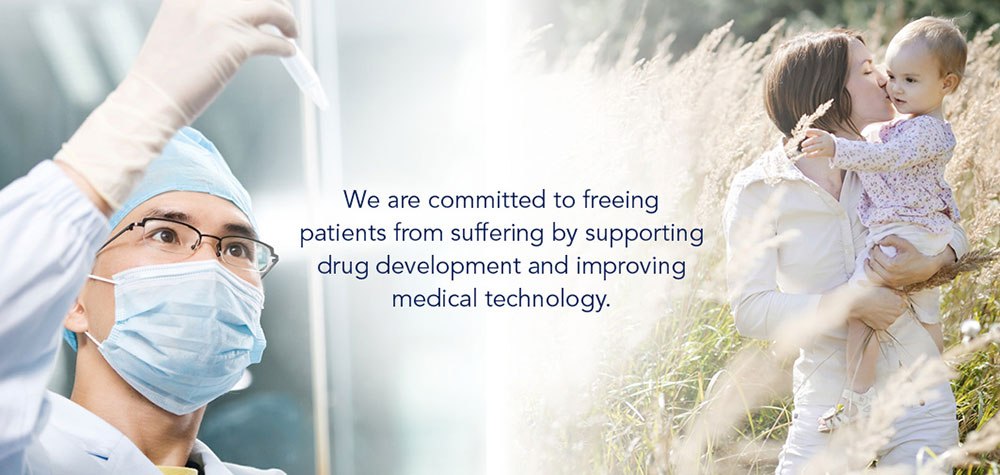 We are committed to freeing
patients from suffering by supporting
drug development and improving
medical technology.